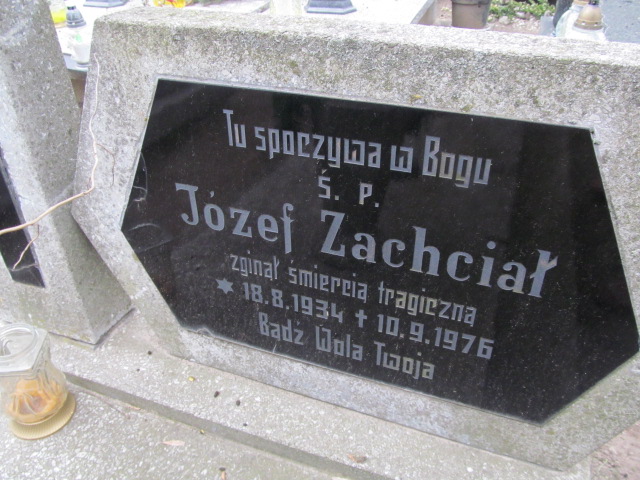 Tu spoczywa w Bogu
Ś. P.
Józef Zachciał
zginął śmiercią tragiczną
* 18.8.1934 ✝ 10.9.1976
Bądź Wola Twoja